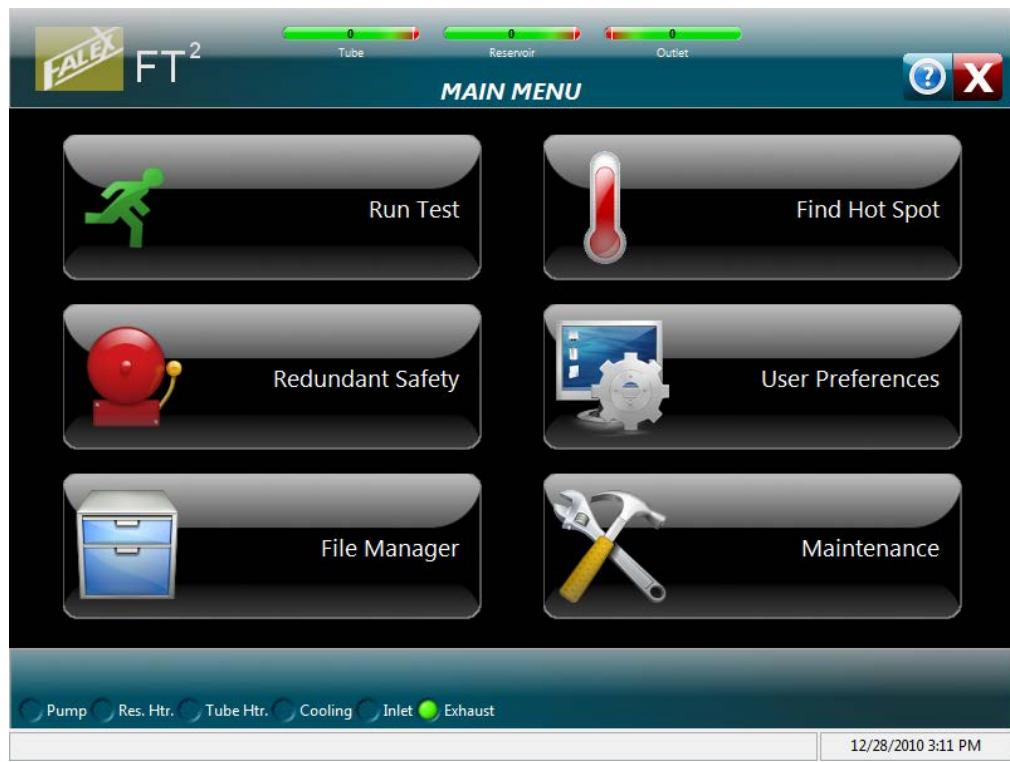 FALEX
FT²
0 0 0
Tube Reservoir Outlet
MAIN MENU
? X
Run Test
Find Hot Spot
Redundant Safety
User Preferences
File Manager
Maintenance
Pump Res. Htr. Tube Htr. Cooling Inlet Exhaust
12/28/2010 3:11 PM